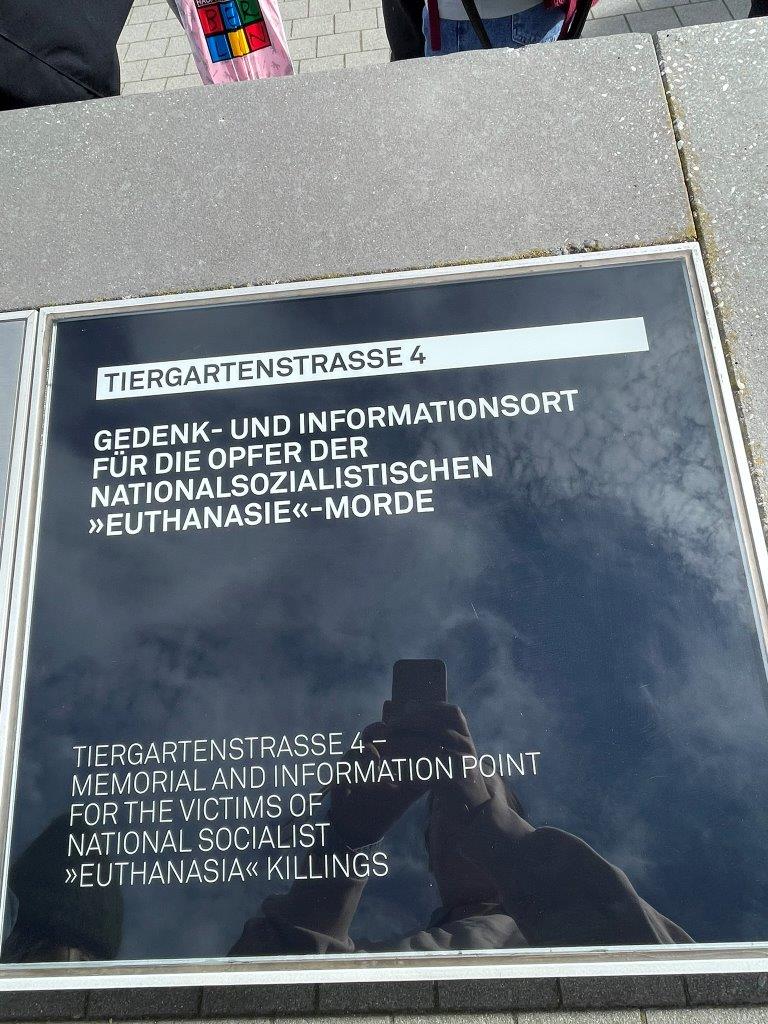 BERLIN
TIERGARTENSTRASSE 4
GEDENK- UND INFORMATIONSORT
FÜR DIE OPFER DER
NATIONALSOZIALISTISCHEN
»EUTHANASIE«-MORDE
TIERGARTENSTRASSE 4 –
MEMORIAL AND INFORMATION POINT
FOR THE VICTIMS OF
NATIONAL SOCIALIST
»EUTHANASIA« KILLINGS